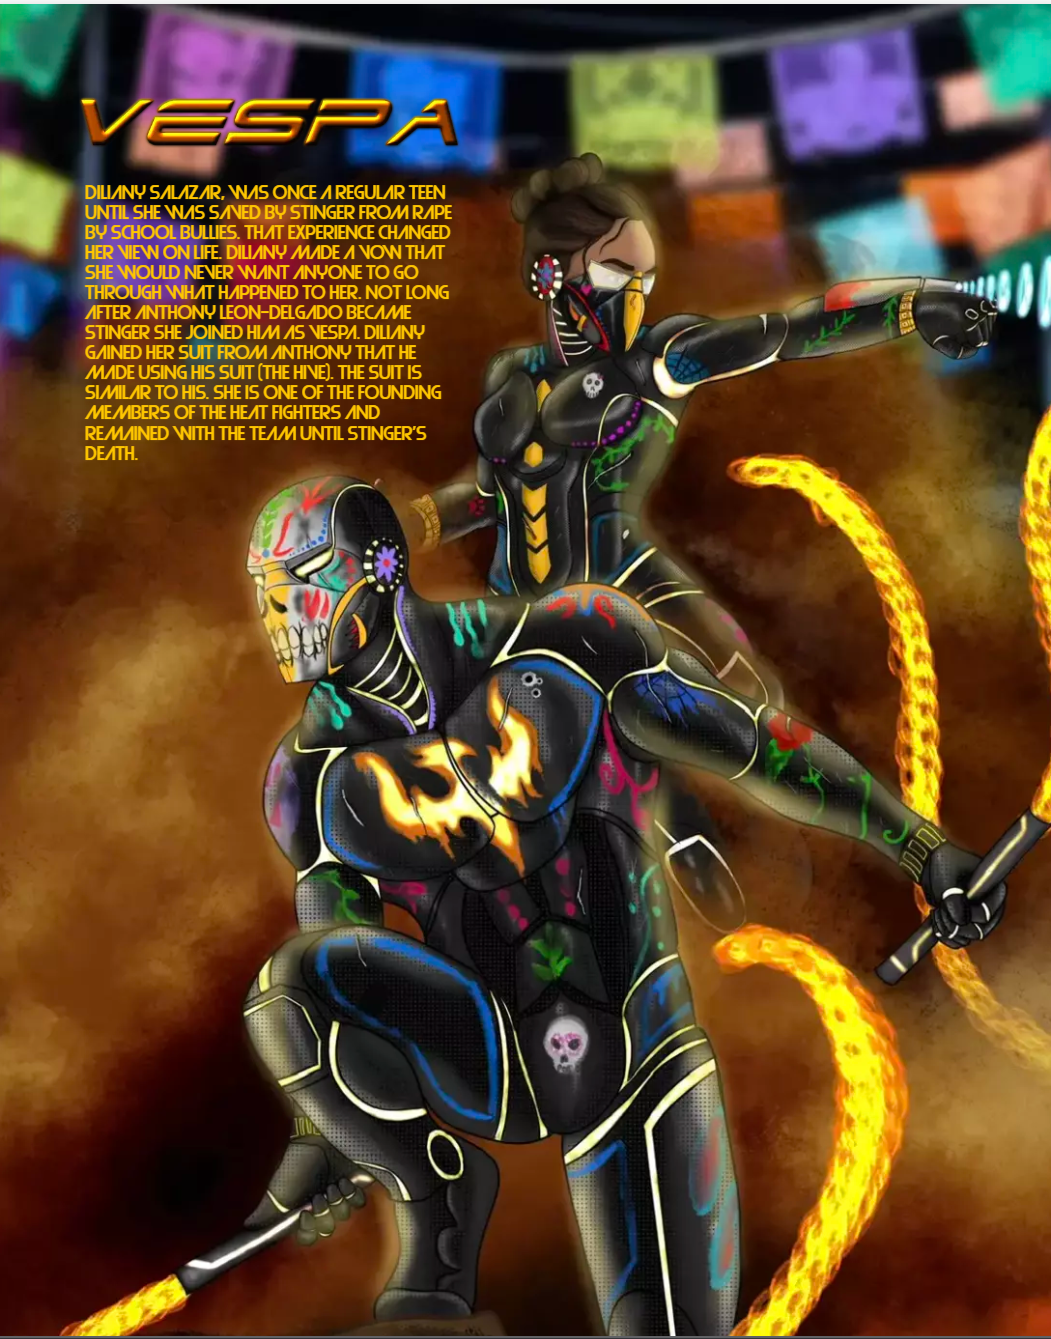 VESPA
DILIANY SALAZAR, WAS ONCE A REGULAR TEEN
UNTIL SHE WAS SAVED BY STINGER FROM RAPE
BY SCHOOL BULLIES. THAT EXPERIENCE CHANGED
HER VIEW ON LIFE. DILIANY MADE A VOW THAT
SHE WOULD NEVER WANT ANYONE TO GO
THROUGH WHAT HAPPENED TO HER. NOT LONG
AFTER ANTHONY LEON-DELGADO BECAME
STINGER SHE JOINED HIM AS VESPA. DILIANY
GAINED HER SUIT FROM ANTHONY THAT HE
MADE USING HIS SUIT (THE HIVE). THE SUIT IS
SIMILAR TO HIS. SHE IS ONE OF THE FOUNDING
MEMBERS OF THE HEAT FIGHTERS AND
REMAINED WITH THE TEAM UNTIL STINGER'S
DEATH.